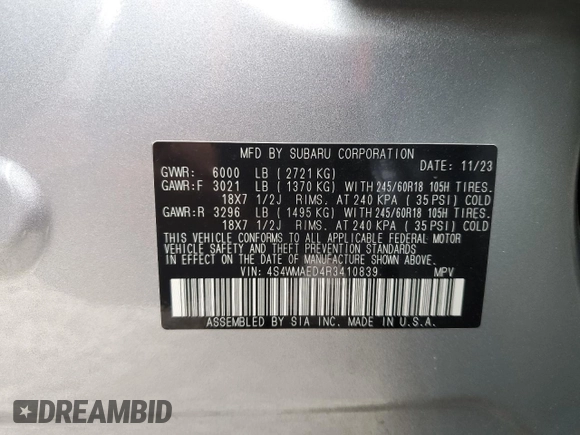 MFD BY SUBARU CORPORATION
DATE: 11/23
GVWR: 6000 LB ( 2721 KG)
GAWR:F 3021 LB ( 1370 KG) WITH 245/60R18 105H TIRES.
18X7 1/2J RIMS. AT 240 KPA ( 35 PSI) COLD
GAWR:R 3296 LB ( 1495 KG) WITH 245/60R18 105H TIRES.
18X7 1/2J RIMS. AT 240 KPA ( 35 PSI) COLD
THIS VEHICLE CONFORMS TO ALL APPLICABLE FEDERAL MOTOR
VEHICLE SAFETY AND THEFT PREVENTION STANDARDS
IN EFFECT ON THE DATE OF MANUFACTURE SHOWN ABOVE.
VIN: 4S4WMAED4R3410839 MPV
ASSEMBLED BY SIA INC. MADE IN U.S.A.
DREAMBID